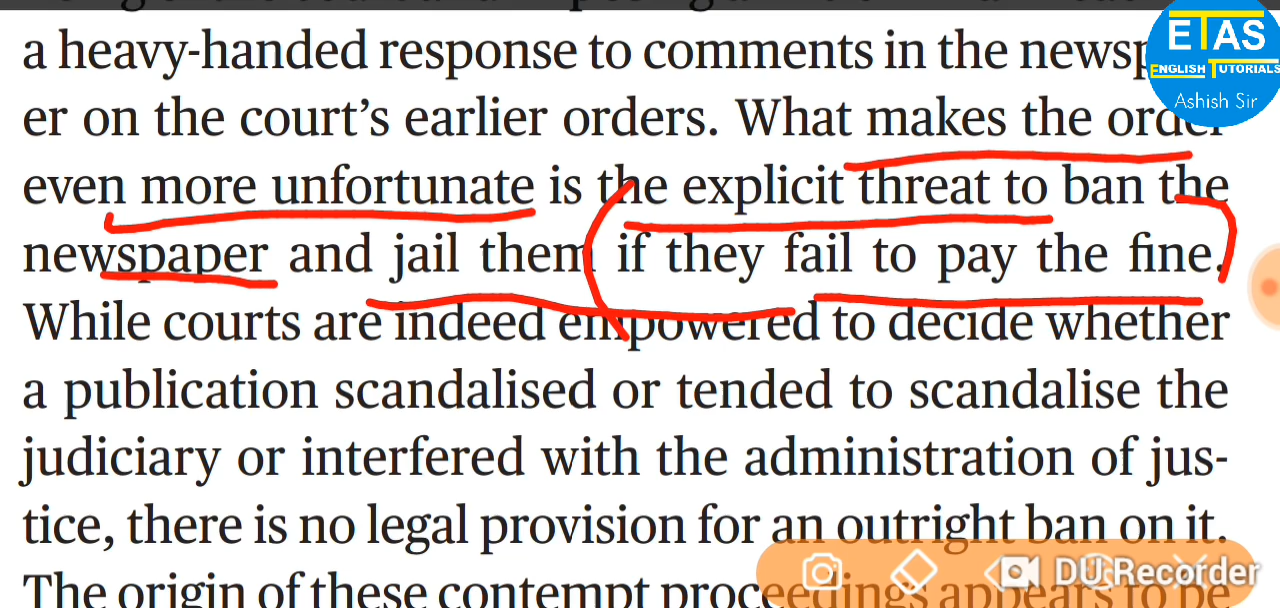 a heavy-handed response to comments in the newsp
er on the court's earlier orders. What makes the order
even more unfortunate is the explicit threat to ban the
newspaper and jail them if they fail to pay the fine.
While courts are indeed empowered to decide whether
a publication scandalised or tended to scandalise the
judiciary or interfered with the administration of jus-
tice, there is no legal provision for an outright ban on it.
The origin of these contempt proceedings appears to be
ETAS
ENGLISH TUTORIALS
Ashish Sir
DU Recorder